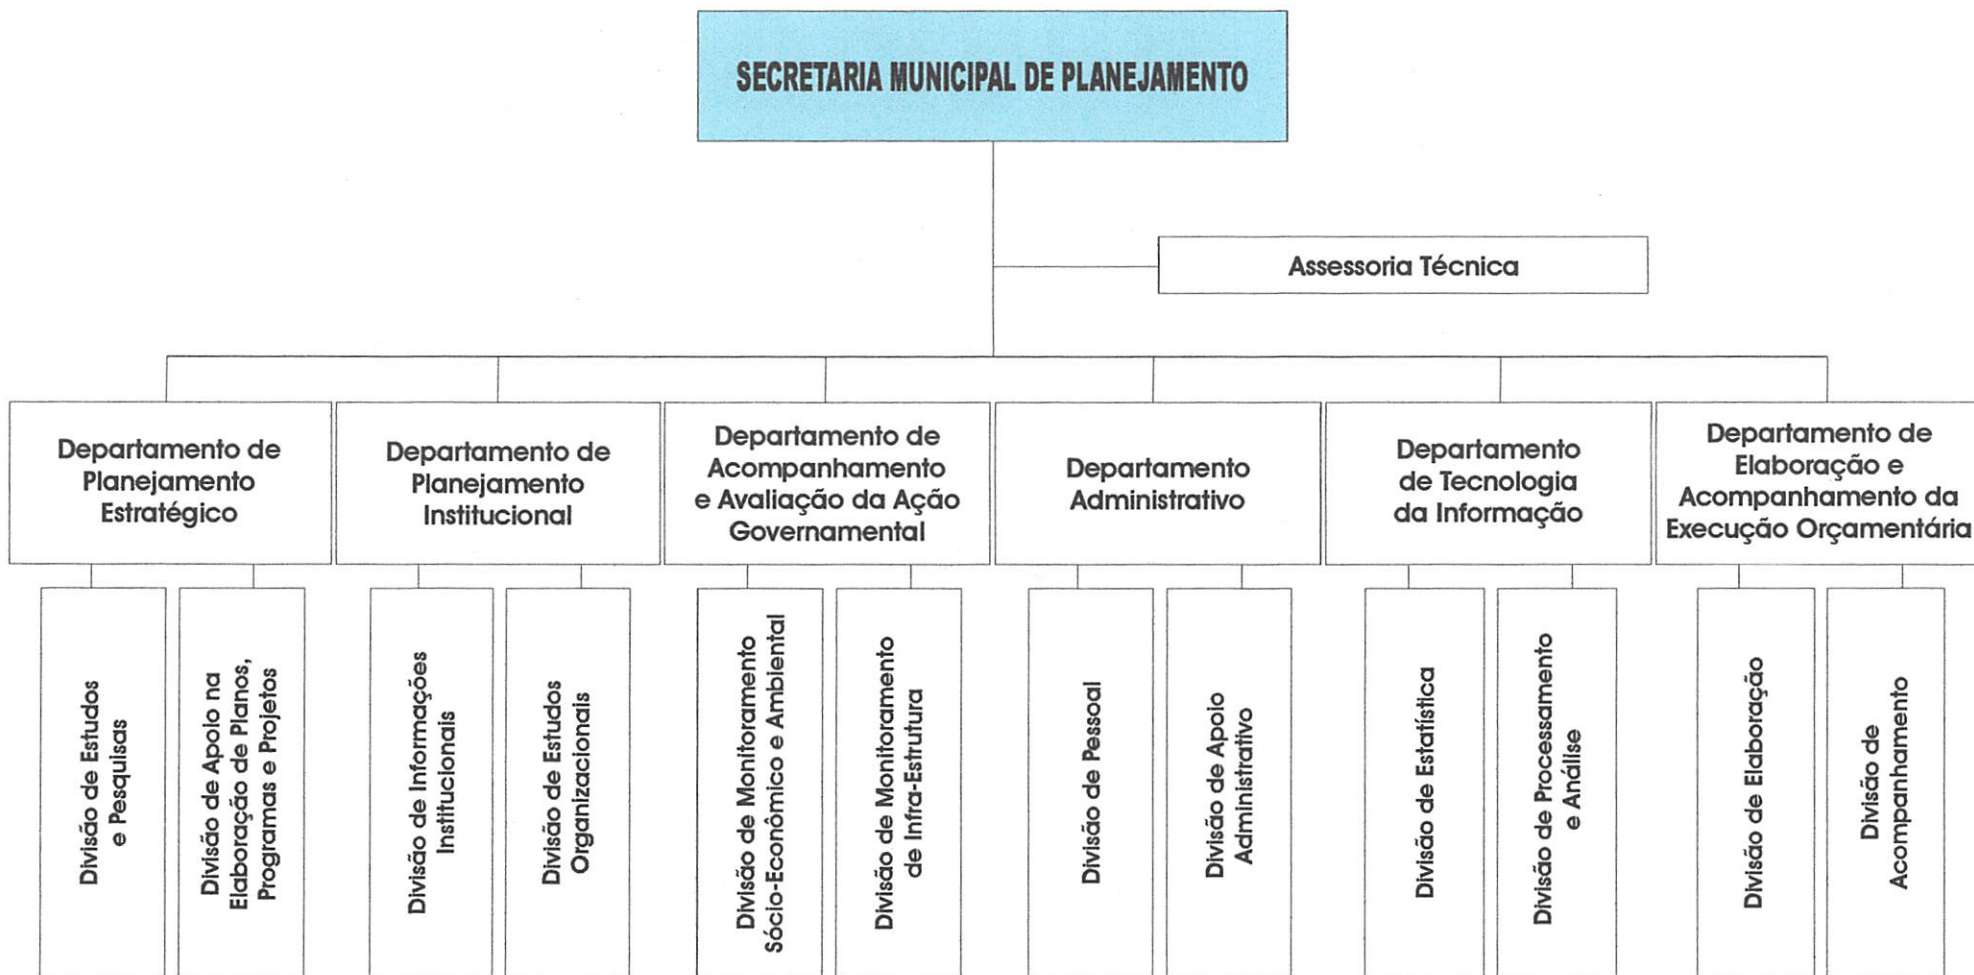 SECRETARIA MUNICIPAL DE PLANEJAMENTO
Assessoria Técnica
Departamento de
Planejamento
Estratégico
Departamento de
Planejamento
Institucional
Departamento de
Acompanhamento
e Avaliação da Ação
Governamental
Departamento
Administrativo
Departamento
de Tecnologia
da Informação
Departamento de
Elaboração e
Acompanhamento da
Execução Orçamentária
Divisão de Estudos
e Pesquisas
Divisão de Apoio na
Elaboração de Planos,
Programas e Projetos
Divisão de Informações
Institucionais
Divisão de Estudos
Organizacionais
Divisão de Monitoramento
Sócio-Econômico e Ambiental
Divisão de Monitoramento
de Infra-Estrutura
Divisão de Pessoal
Divisão de Apoio
Administrativo
Divisão de Estatística
Divisão de Processamento
e Análise
Divisão de Elaboração
Divisão de
Acompanhamento